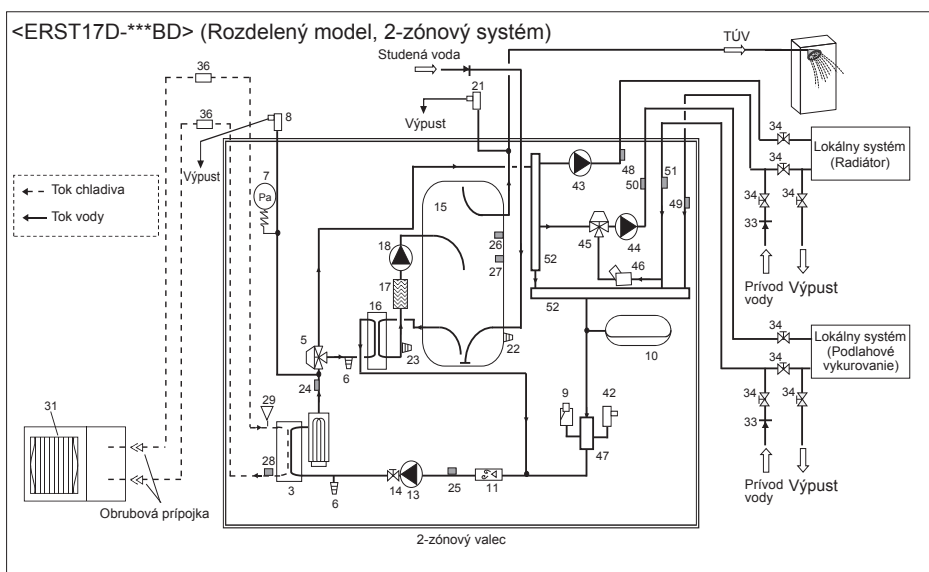 <ERST17D-***BD> (Rozdelený model, 2-zónový systém)
TÚV
Studená voda
36
21
36
8
Výpust
34
Lokálny systém
(Radiátor)
34
48
51
43
50
Výpust
7
Pa
Tok chladiva
Tok vody
15
49
34
34
26
45
44
33
18
27
52
46
17
Prívod
vody
Výpust
16
52
34
5
Lokálny systém
(Podlahové
vykurovanie)
10
22
23
34
6
24
9
42
34
34
29
31
33
47
28
14
25
11
3
13
6
Prívod
vody
Výpust
Obrubová prípojka
2-zónový valec